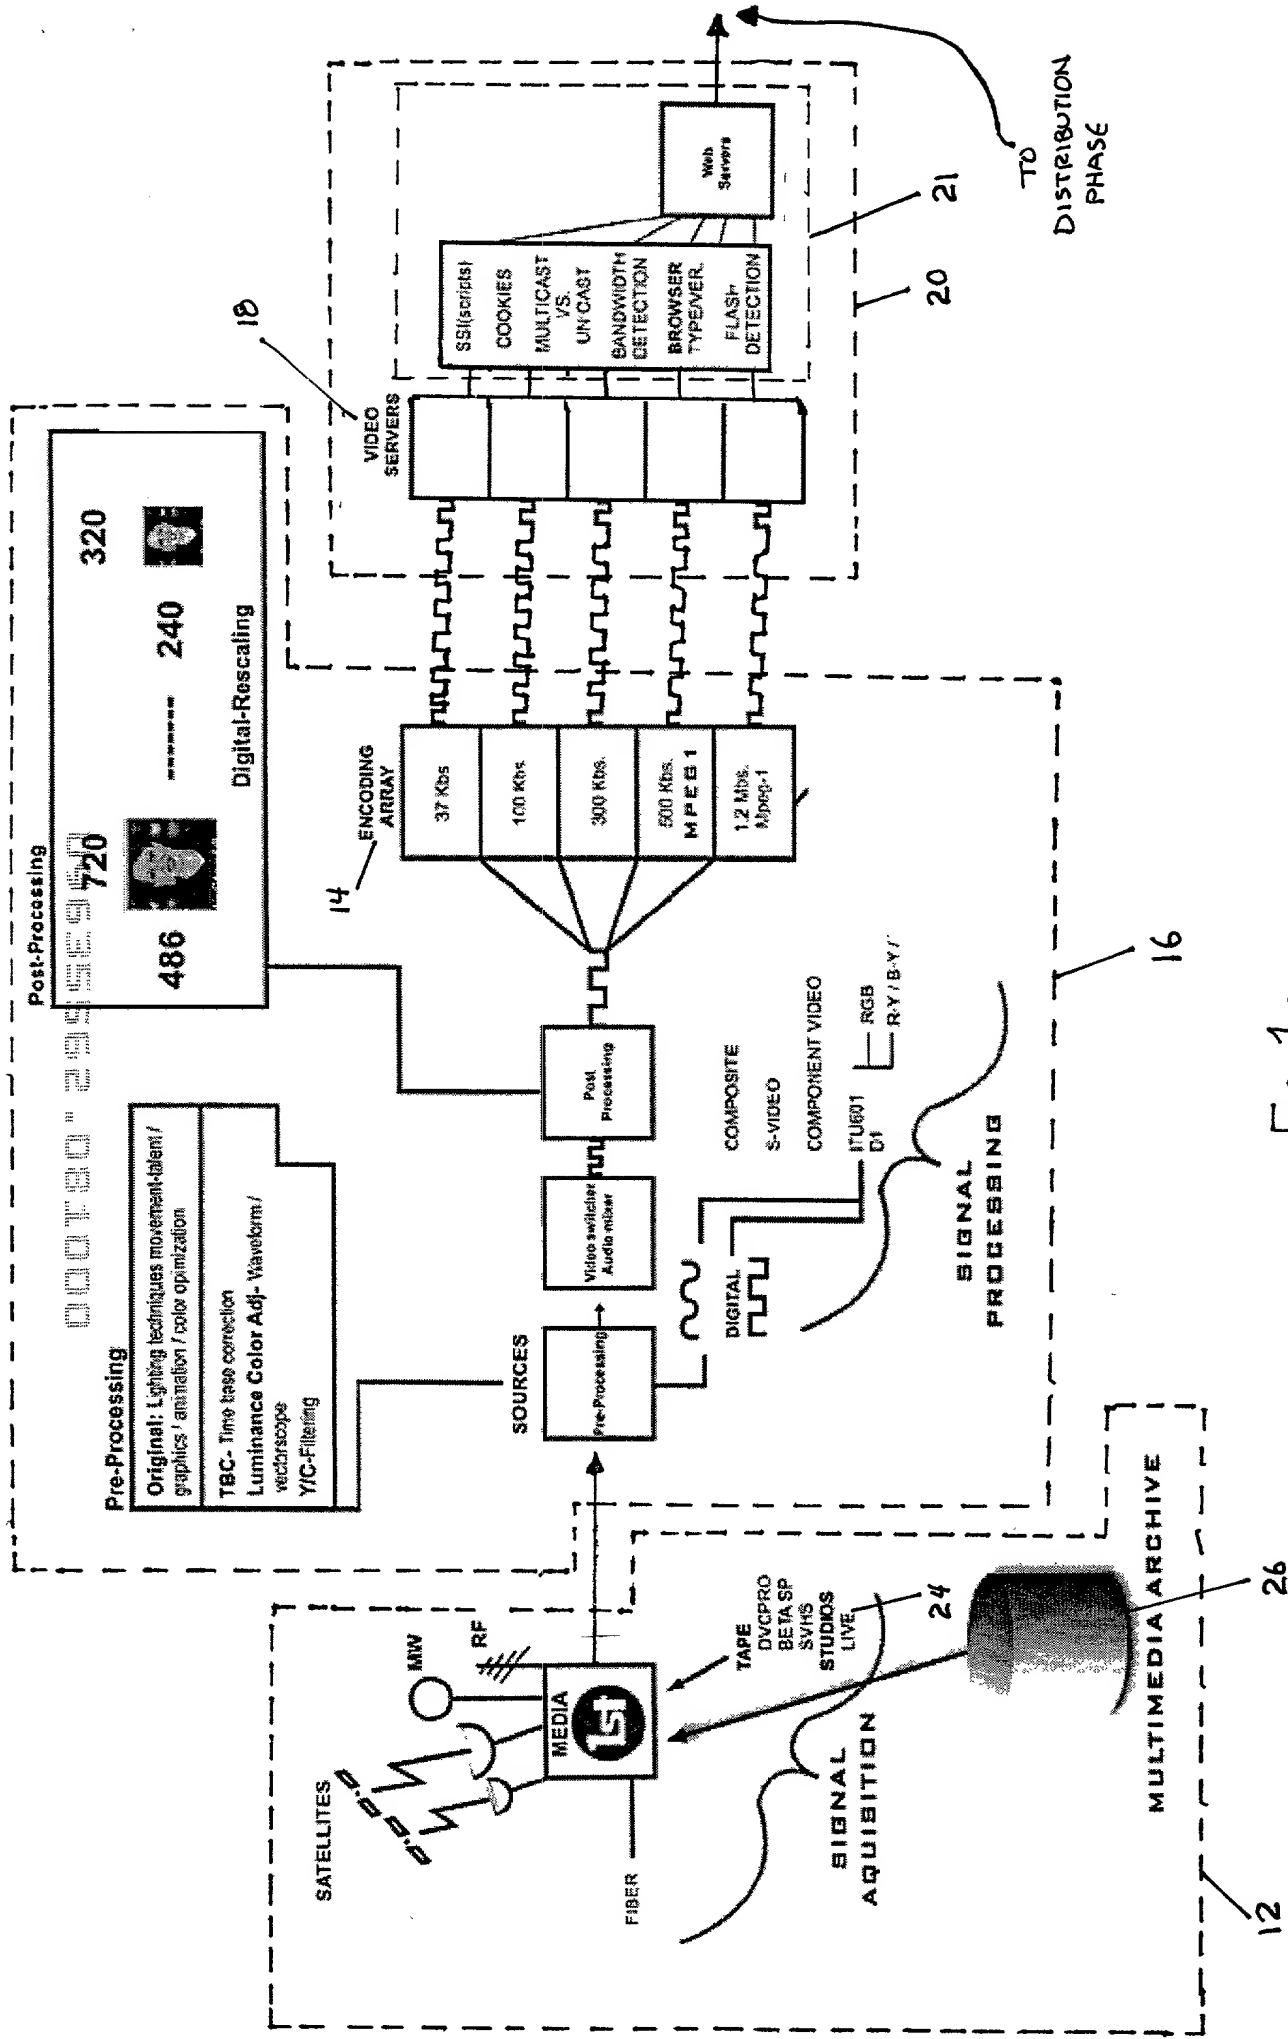 Pre-Processing
Original: Lighting techniques movement-talent /
graphics / animation / color opimization
TBC- Time base correction
Luminance Color Adj- Waveform /
vectorscope
Y/C-Filtering
Post-Processing
720
320
486
240
Digital-Rescaling
SATELLITES
MW
RF
MEDIA
1st
FIBER
TAPE
DVCPRO
BETA SP
SVHS
STUDIOS
LIVE
24
SIGNAL
AQUISITION
MULTIMEDIA ARCHIVE
26
12
SOURCES
Pre-Processing
Video switcher
Audio mixer
Post
Processing
DIGITAL
COMPOSITE
S-VIDEO
COMPONENT VIDEO
ITU601
D1
RGB
R-Y / B-Y /
SIGNAL
PROCESSING
16
14
ENCODING
ARRAY
37 Kbs
100 Kbs.
300 Kbs.
500 Kbs.
MPEG 1
1.2 Mbs.
Mpeg-1
18
VIDEO
SERVERS
SSI(scripts)
COOKIES
MULTICAST
VS.
UNICAST
BANDWIDTH
DETECTION
BROWSER
TYPE/VER.
FLASH
DETECTION
Web
Servers
21
20
TO
DISTRIBUTION
PHASE